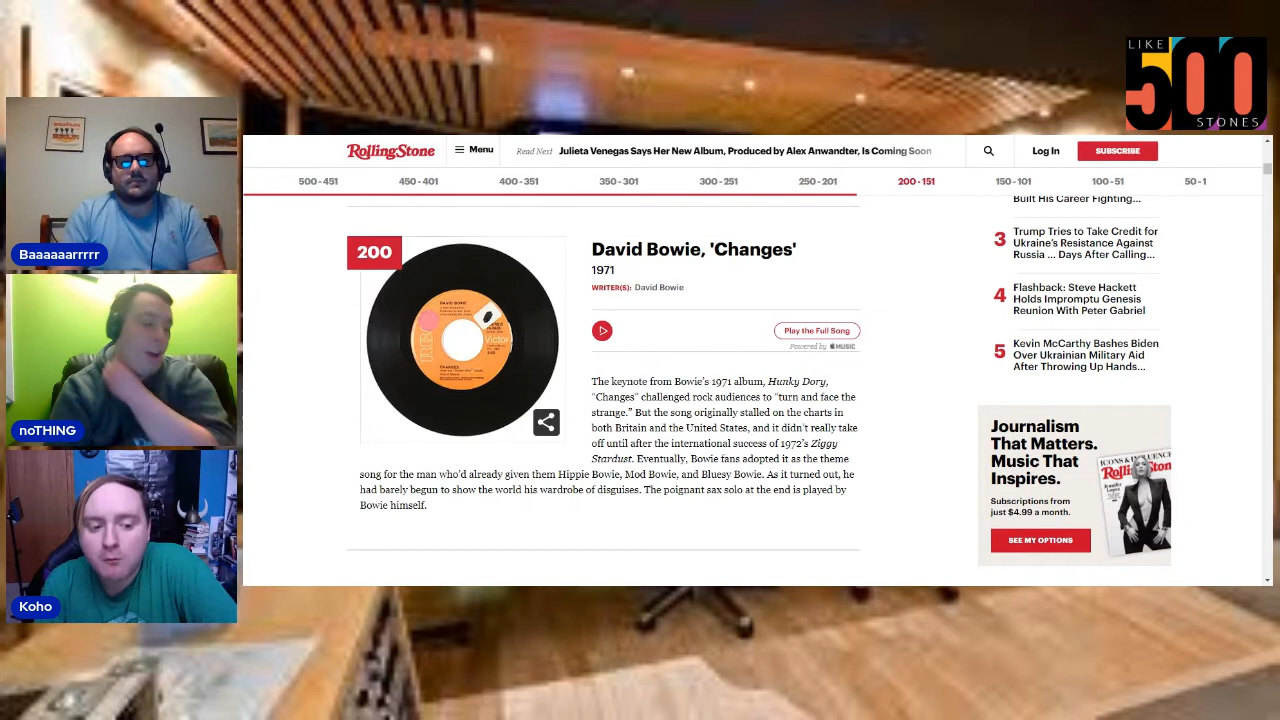 LIKE
500
STONES
RollingStone
Menu
Read Next Julieta Venegas Says Her New Album, Produced by Alex Anwandter, Is Coming Soon
Log In
SUBSCRIBE
500 - 451
450 - 401
400 - 351
350 - 301
300 - 251
250 - 201
200 - 151
150 - 101
100 - 51
50 - 1
200
DAVID BOWIE
Victor
CHANGES
David Bowie, 'Changes'
1971
WRITER(S): David Bowie
Play the Full Song
Powered by MUSIC
The keynote from Bowie's 1971 album, Hunky Dory,
"Changes" challenged rock audiences to "turn and face the
strange." But the song originally stalled on the charts in
both Britain and the United States, and it didn't really take
off until after the international success of 1972's Ziggy
Stardust. Eventually, Bowie fans adopted it as the theme
song for the man who'd already given them Hippie Bowie, Mod Bowie, and Bluesy Bowie. As it turned out, he
had barely begun to show the world his wardrobe of disguises. The poignant sax solo at the end is played by
Bowie himself.
Built His Career Fighting...
3
Trump Tries to Take Credit for
Ukraine's Resistance Against
Russia ... Days After Calling...
4
Flashback: Steve Hackett
Holds Impromptu Genesis
Reunion With Peter Gabriel
5
Kevin McCarthy Bashes Biden
Over Ukrainian Military Aid
After Throwing Up Hands...
Journalism
That Matters.
Music That
Inspires.
Subscriptions from
just $4.99 a month.
SEE MY OPTIONS
ICONS & INFLUENCE
Baaaaaarrrrr
noTHING
Koho